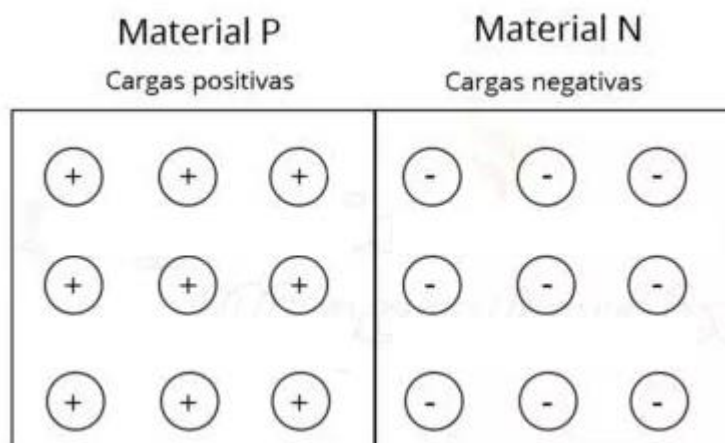 Material P
Cargas positivas
Material N
Cargas negativas
+ + + - - -
+ + + - - -
+ + + - - -